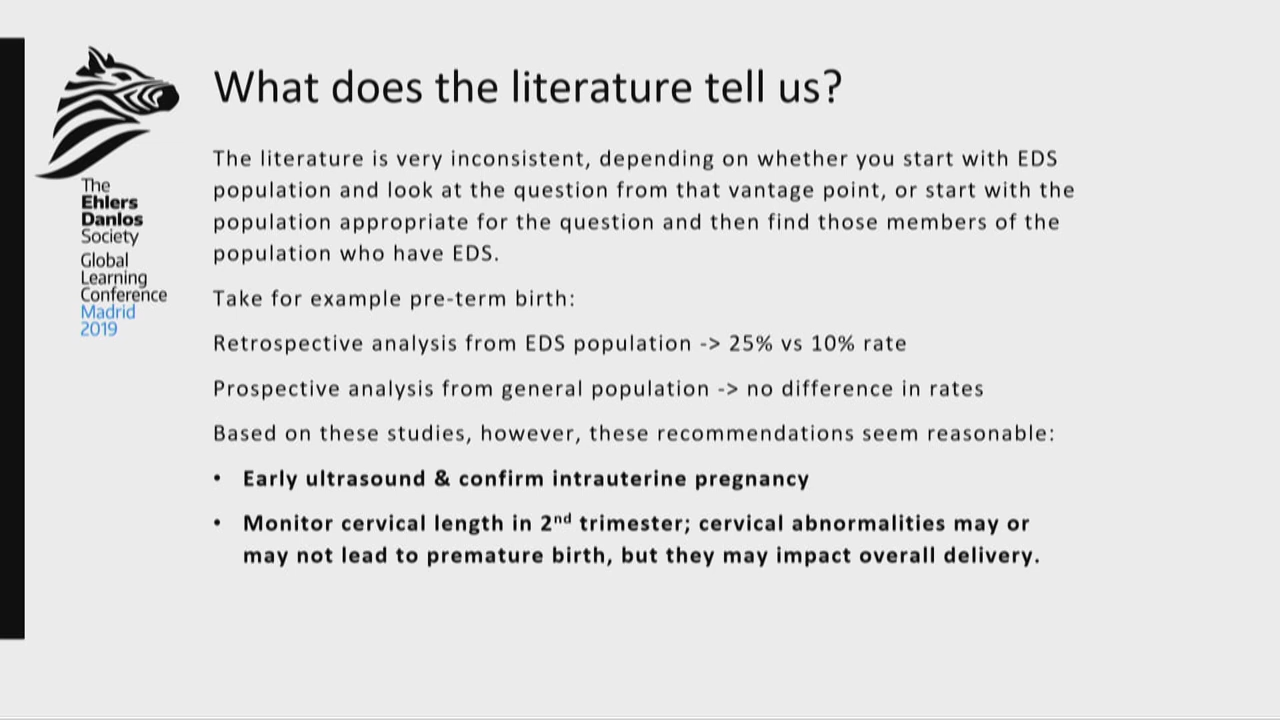 The
Ehlers
Danlos
Society
Global
Learning
Conference
Madrid
2019
What does the literature tell us?
The literature is very inconsistent, depending on whether you start with EDS
population and look at the question from that vantage point, or start with the
population appropriate for the question and then find those members of the
population who have EDS.
Take for example pre-term birth:
Retrospective analysis from EDS population -> 25% vs 10% rate
Prospective analysis from general population -> no difference in rates
Based on these studies, however, these recommendations seem reasonable:
• Early ultrasound & confirm intrauterine pregnancy
• Monitor cervical length in 2nd trimester; cervical abnormalities may or
may not lead to premature birth, but they may impact overall delivery.